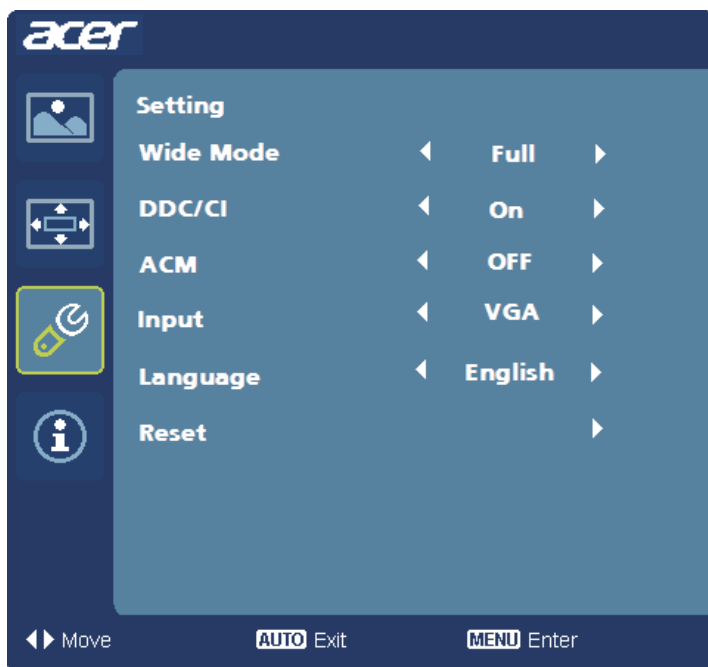 acer
Setting
Wide Mode Full
DDC/CI On
ACM OFF
Input VGA
Language English
Reset
Move AUTO Exit MENU Enter